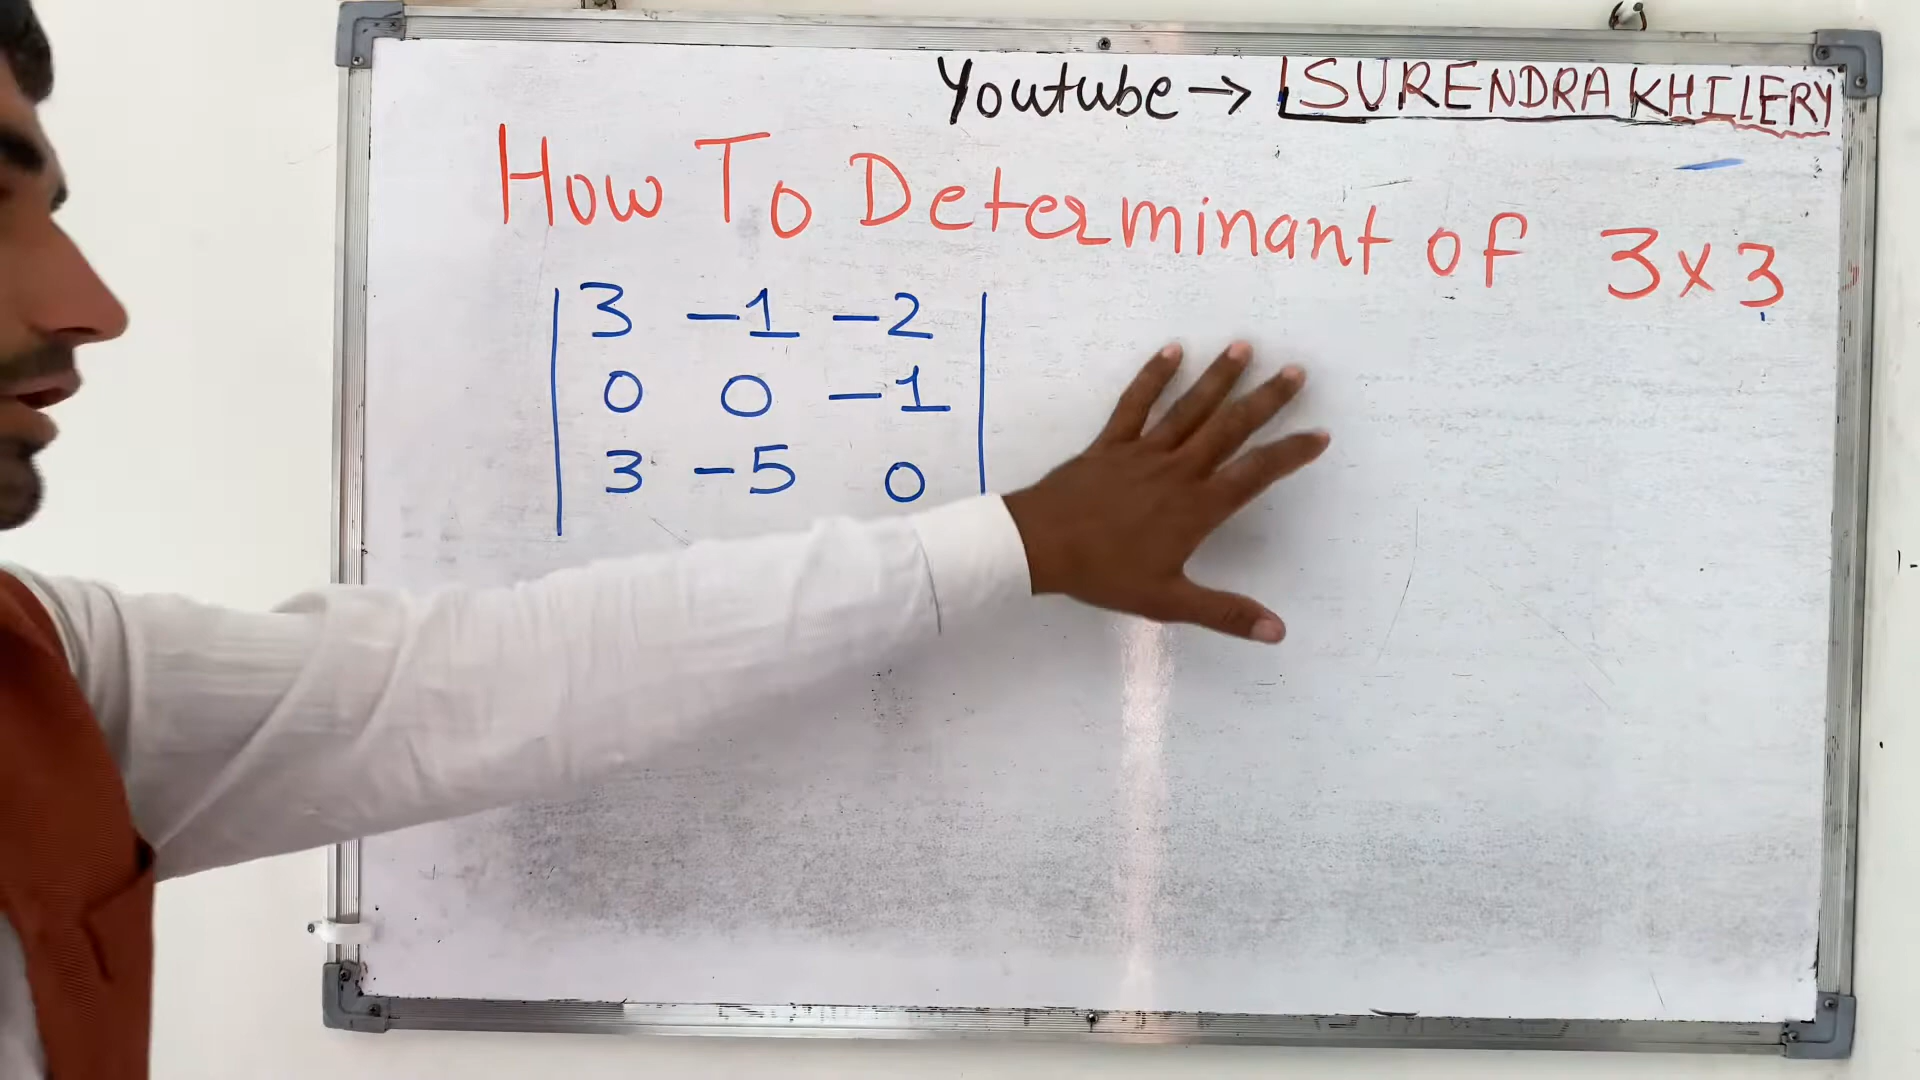 Youtube → SURENDRA KHILERY
How To Determinant of 3x3
3 -1 -2
0 0 -1
3 -5 0